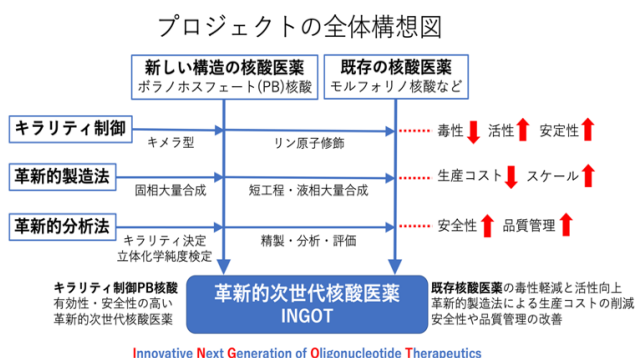 プロジェクトの全体構想図
新しい構造の核酸医薬
ボラノホスフェート(PB)核酸
既存の核酸医薬
モルフォリノ核酸など
キラリティ制御
キメラ型
リン原子修飾
毒性 活性 安定性
革新的製造法
固相大量合成
短工程・液相大量合成
生産コスト スケール
革新的分析法
キラリティ決定
立体化学純度検定
精製・分析・評価
安全性 品質管理
キラリティ制御PB核酸
有効性・安全性の高い
革新的次世代核酸医薬
革新的次世代核酸医薬
INGOT
既存核酸医薬の毒性軽減と活性向上
革新的製造法による生産コストの削減
安全性や品質管理の改善
Innovative Next Generation of Oligonucleotide Therapeutics